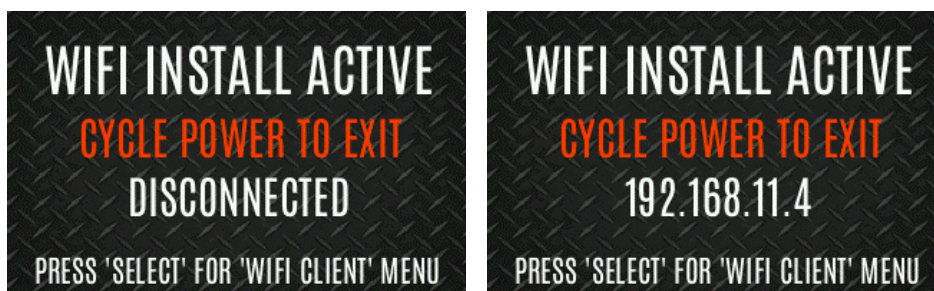 WIFI INSTALL ACTIVE
CYCLE POWER TO EXIT
DISCONNECTED
PRESS 'SELECT' FOR 'WIFI CLIENT' MENU
WIFI INSTALL ACTIVE
CYCLE POWER TO EXIT
192.168.11.4
PRESS 'SELECT' FOR 'WIFI CLIENT' MENU